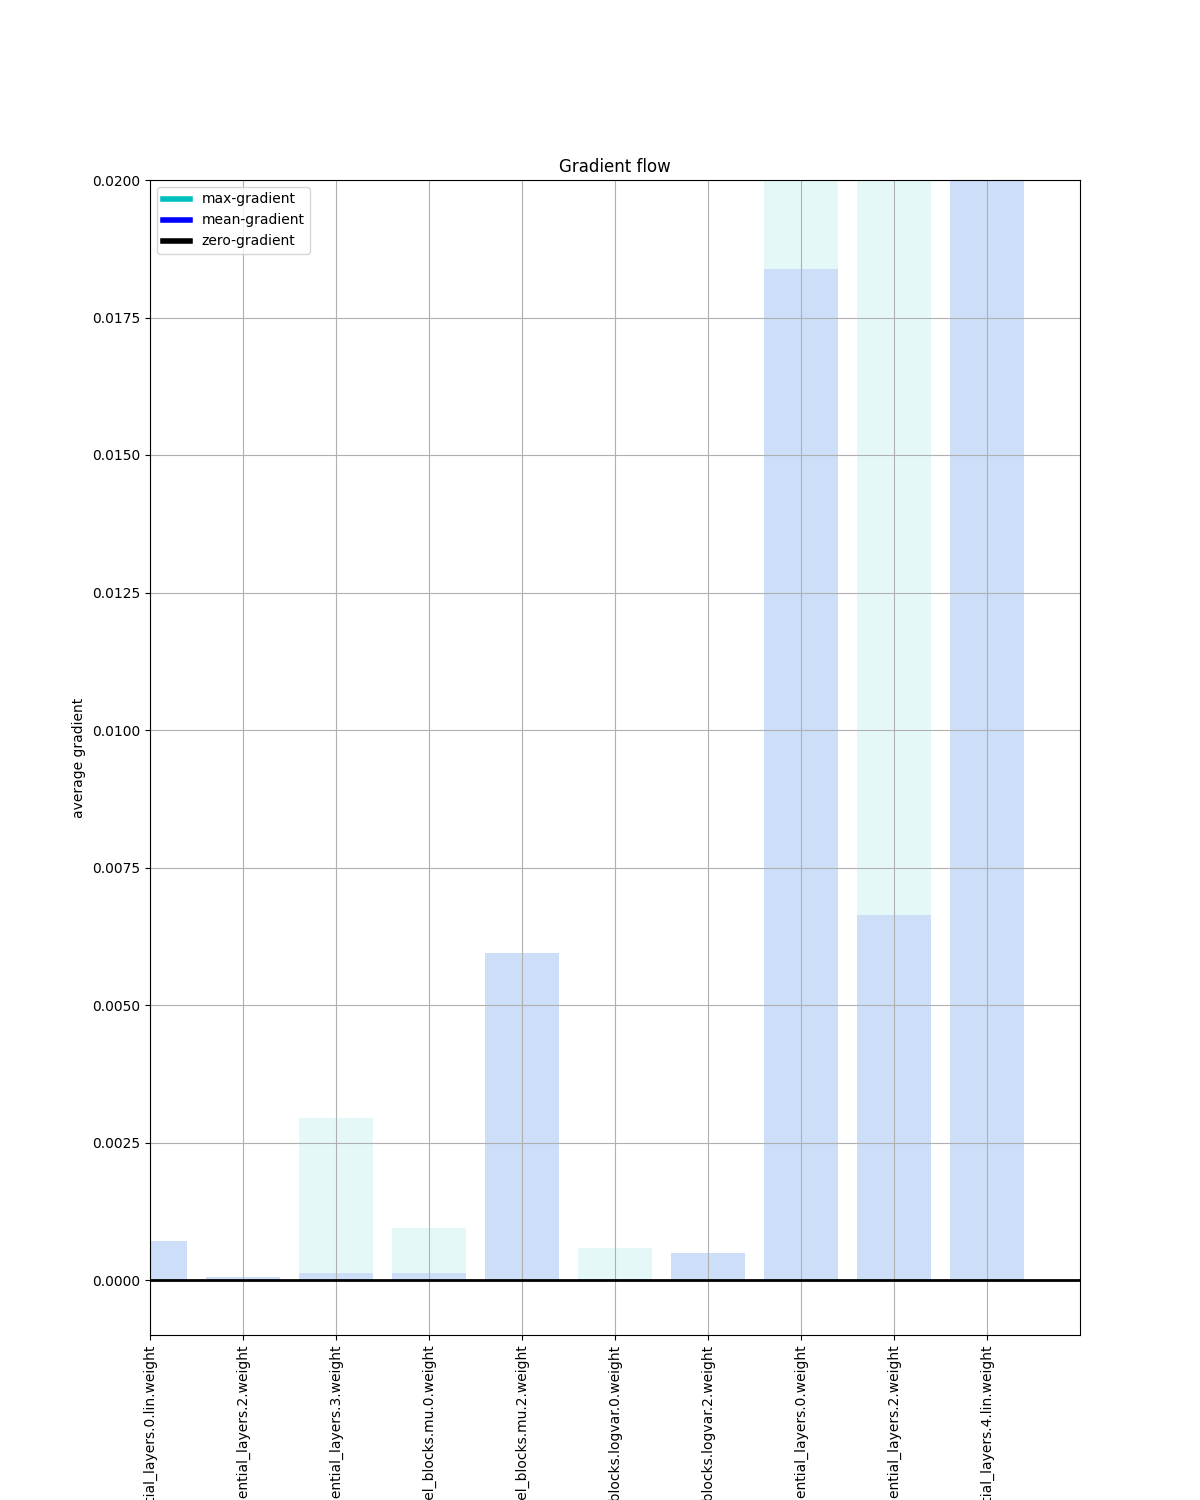 Gradient flow
max-gradient
mean-gradient
zero-gradient
0.0200
0.0175
0.0150
0.0125
0.0100
0.0075
0.0050
0.0025
0.0000
average gradient
tial_layers.0.lin.weight
ential_layers.2.weight
ential_layers.3.weight
el_blocks.mu.0.weight
el_blocks.mu.2.weight
blocks.logvar.0.weight
blocks.logvar.2.weight
ential_layers.0.weight
ential_layers.2.weight
tial_layers.4.lin.weight